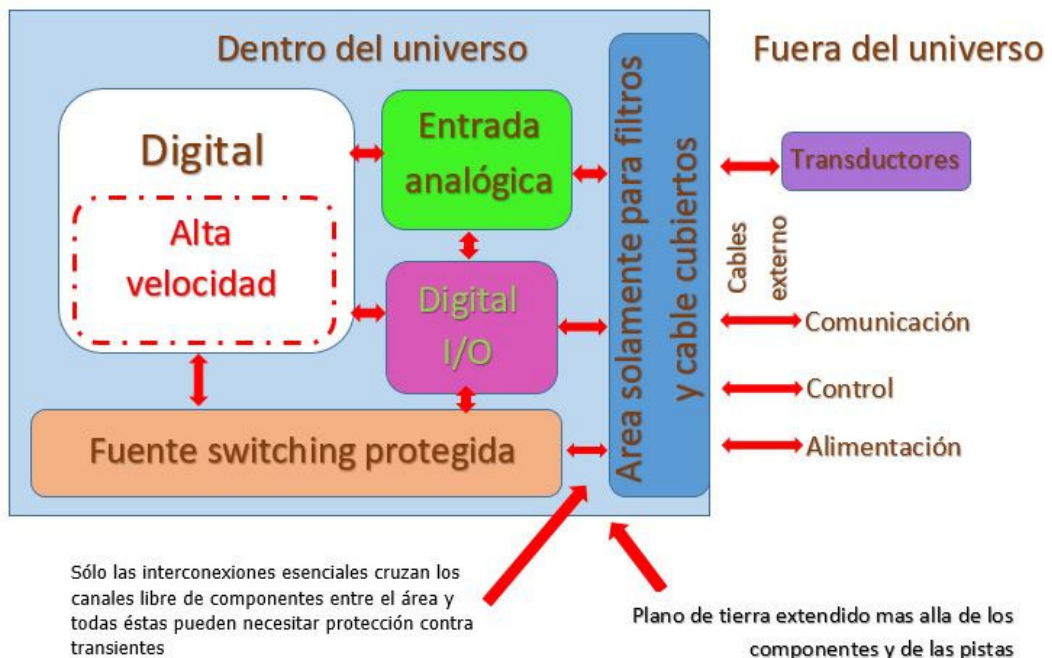 Dentro del universo
Fuera del universo
Digital
Alta
velocidad
Entrada
analógica
Digital
I/O
Fuente switching protegida
Area solamente para filtros
y cable cubiertos
Transductores
Cables
externo
Comunicación
Control
Alimentación
Sólo las interconexiones esenciales cruzan los
canales libre de componentes entre el área y
todas éstas pueden necesitar protección contra
transientes
Plano de tierra extendido mas alla de los
componentes y de las pistas